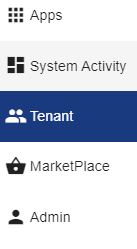 Apps
System Activity
Tenant
MarketPlace
Admin